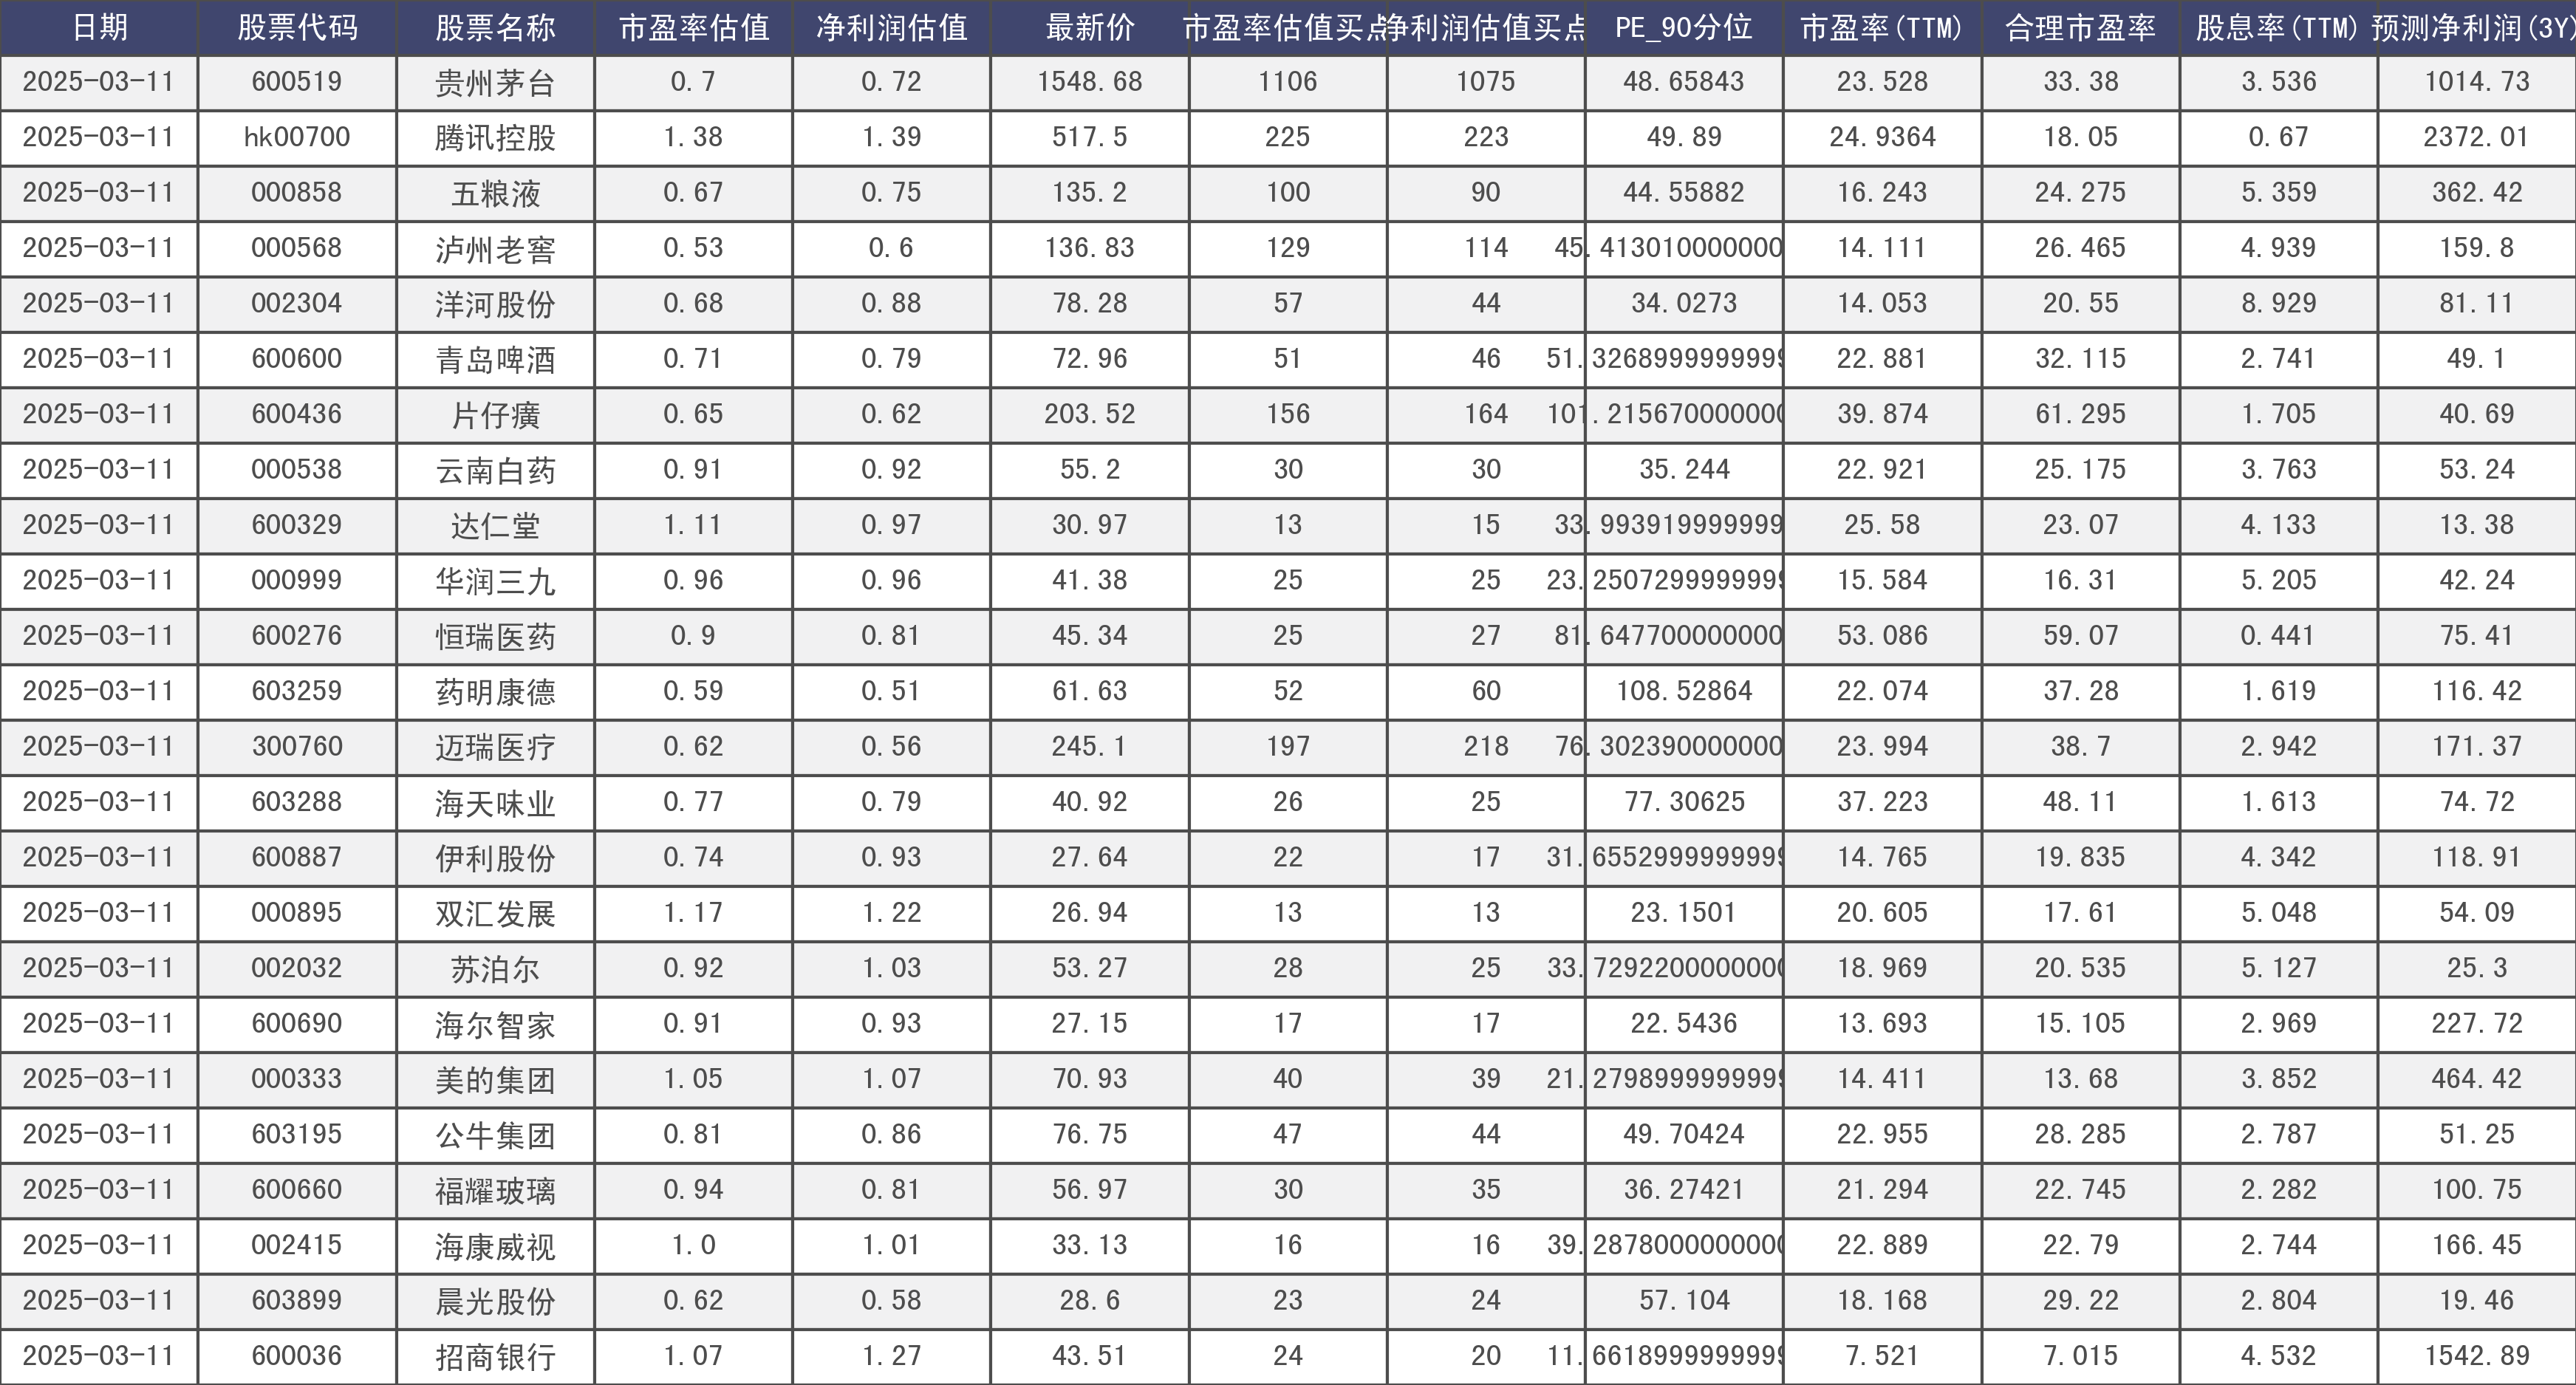 日期 股票代码 股票名称 市盈率估值 净利润估值 最新价 市盈率估值买点 净利润估值买点 PE_90分位 市盈率(TTM) 合理市盈率 股息率(TTM) 预测净利润(3Y)
2025-03-11 600519 贵州茅台 0.7 0.72 1548.68 1106 1075 48.65843 23.528 33.38 3.536 1014.73
2025-03-11 hk00700 腾讯控股 1.38 1.39 517.5 225 223 49.89 24.9364 18.05 0.67 2372.01
2025-03-11 000858 五粮液 0.67 0.75 135.2 100 90 44.55882 16.243 24.275 5.359 362.42
2025-03-11 000568 泸州老窖 0.53 0.6 136.83 129 114 45.413010000000 14.111 26.465 4.939 159.8
2025-03-11 002304 洋河股份 0.68 0.88 78.28 57 44 34.0273 14.053 20.55 8.929 81.11
2025-03-11 600600 青岛啤酒 0.71 0.79 72.96 51 46 51.3268999999999 22.881 32.115 2.741 49.1
2025-03-11 600436 片仔癀 0.65 0.62 203.52 156 164 101.215670000000 39.874 61.295 1.705 40.69
2025-03-11 000538 云南白药 0.91 0.92 55.2 30 30 35.244 22.921 25.175 3.763 53.24
2025-03-11 600329 达仁堂 1.11 0.97 30.97 13 15 33.993919999999 25.58 23.07 4.133 13.38
2025-03-11 000999 华润三九 0.96 0.96 41.38 25 25 23.2507299999999 15.584 16.31 5.205 42.24
2025-03-11 600276 恒瑞医药 0.9 0.81 45.34 25 27 81.647700000000 53.086 59.07 0.441 75.41
2025-03-11 603259 药明康德 0.59 0.51 61.63 52 60 108.52864 22.074 37.28 1.619 116.42
2025-03-11 300760 迈瑞医疗 0.62 0.56 245.1 197 218 76.302390000000 23.994 38.7 2.942 171.37
2025-03-11 603288 海天味业 0.77 0.79 40.92 26 25 77.30625 37.223 48.11 1.613 74.72
2025-03-11 600887 伊利股份 0.74 0.93 27.64 22 17 31.6552999999999 14.765 19.835 4.342 118.91
2025-03-11 000895 双汇发展 1.17 1.22 26.94 13 13 23.1501 20.605 17.61 5.048 54.09
2025-03-11 002032 苏泊尔 0.92 1.03 53.27 28 25 33.7292200000000 18.969 20.535 5.127 25.3
2025-03-11 600690 海尔智家 0.91 0.93 27.15 17 17 22.5436 13.693 15.105 2.969 227.72
2025-03-11 000333 美的集团 1.05 1.07 70.93 40 39 21.2798999999999 14.411 13.68 3.852 464.42
2025-03-11 603195 公牛集团 0.81 0.86 76.75 47 44 49.70424 22.955 28.285 2.787 51.25
2025-03-11 600660 福耀玻璃 0.94 0.81 56.97 30 35 36.27421 21.294 22.745 2.282 100.75
2025-03-11 002415 海康威视 1.0 1.01 33.13 16 16 39.2878000000000 22.889 22.79 2.744 166.45
2025-03-11 603899 晨光股份 0.62 0.58 28.6 23 24 57.104 18.168 29.22 2.804 19.46
2025-03-11 600036 招商银行 1.07 1.27 43.51 24 20 11.6618999999999 7.521 7.015 4.532 1542.89